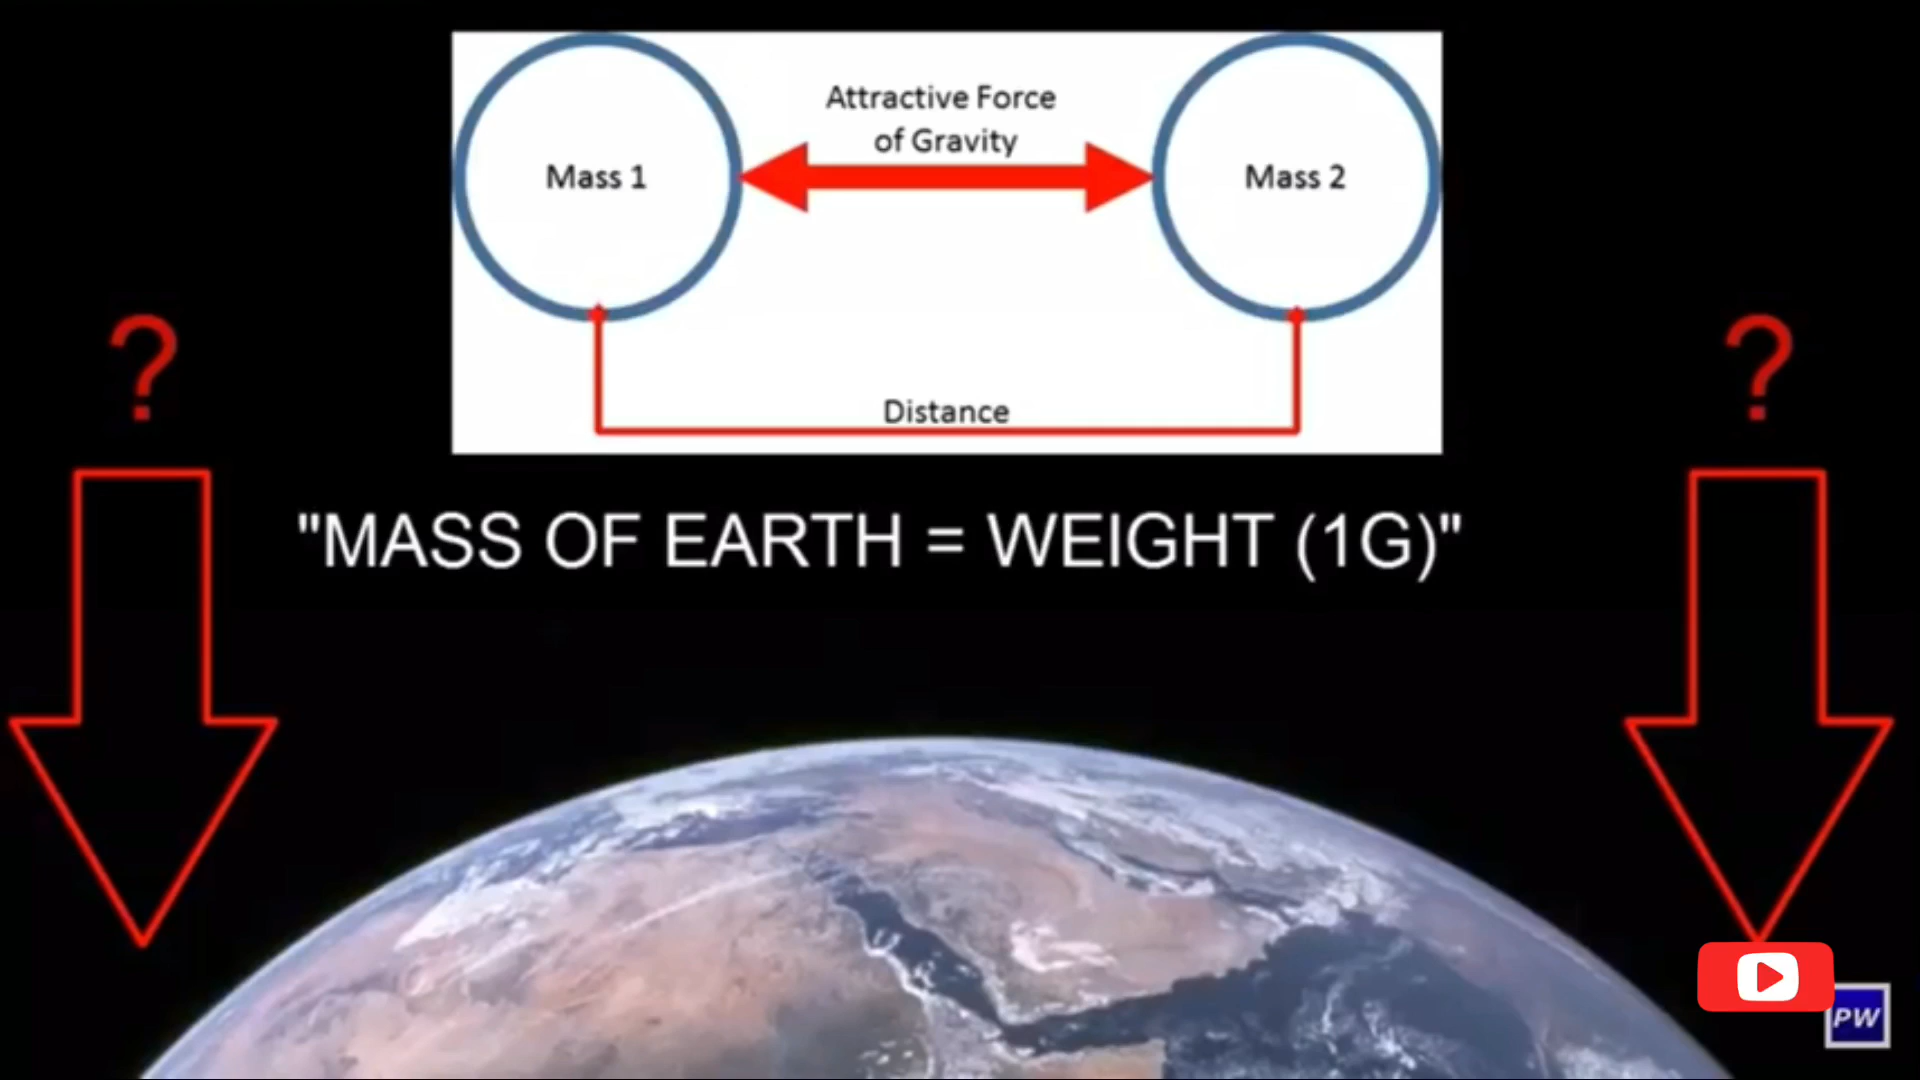 Attractive Force
of Gravity
Mass 1
Mass 2
Distance
?
?
"MASS OF EARTH = WEIGHT (1G)"
PW